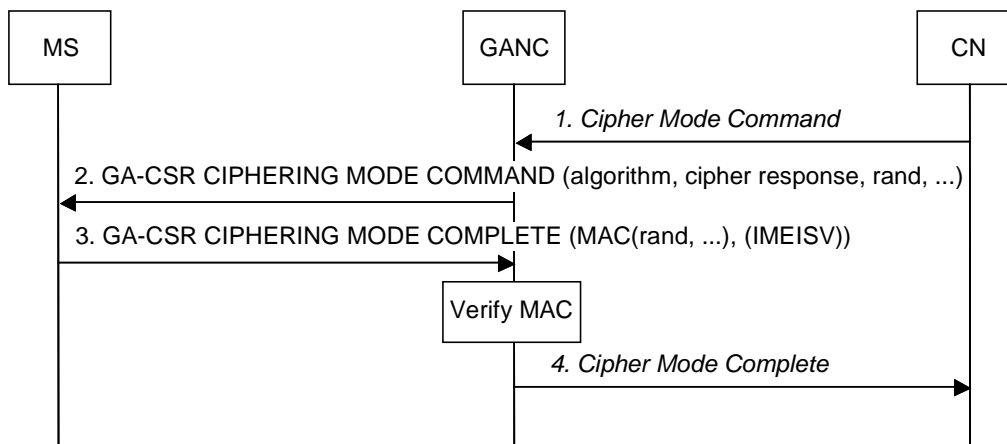 MS
GANC
CN
1. Cipher Mode Command
2. GA-CSR CIPHERING MODE COMMAND (algorithm, cipher response, rand, ...)
3. GA-CSR CIPHERING MODE COMPLETE (MAC(rand, ...), (IMEISV))
Verify MAC
4. Cipher Mode Complete